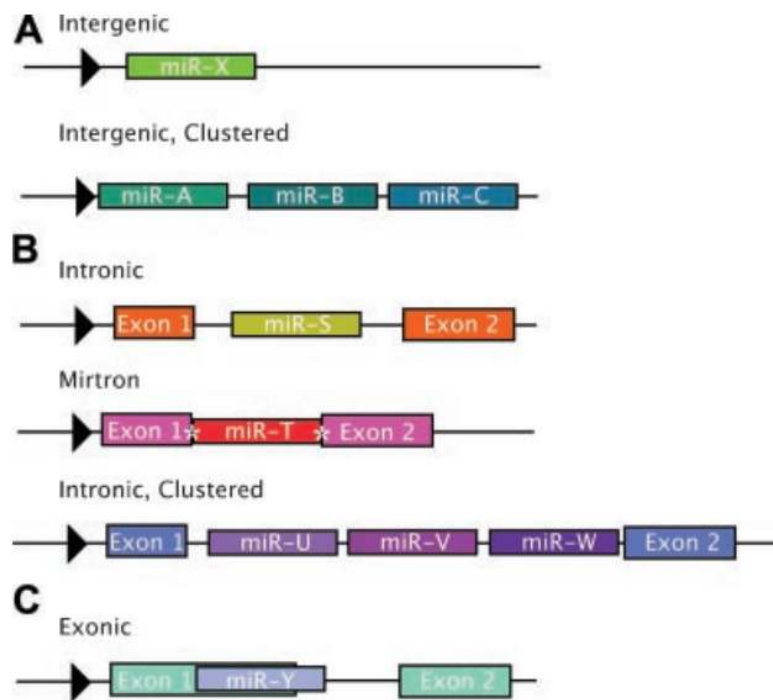 A Intergenic
miR-X
Intergenic, Clustered
miR-A miR-B miR-C
B
Intronic
Exon 1 miR-S Exon 2
Mirtron
Exon 1 * miR-T * Exon 2
Intronic, Clustered
Exon 1 miR-U miR-V miR-W Exon 2
C
Exonic
Exon 1 miR-Y Exon 2